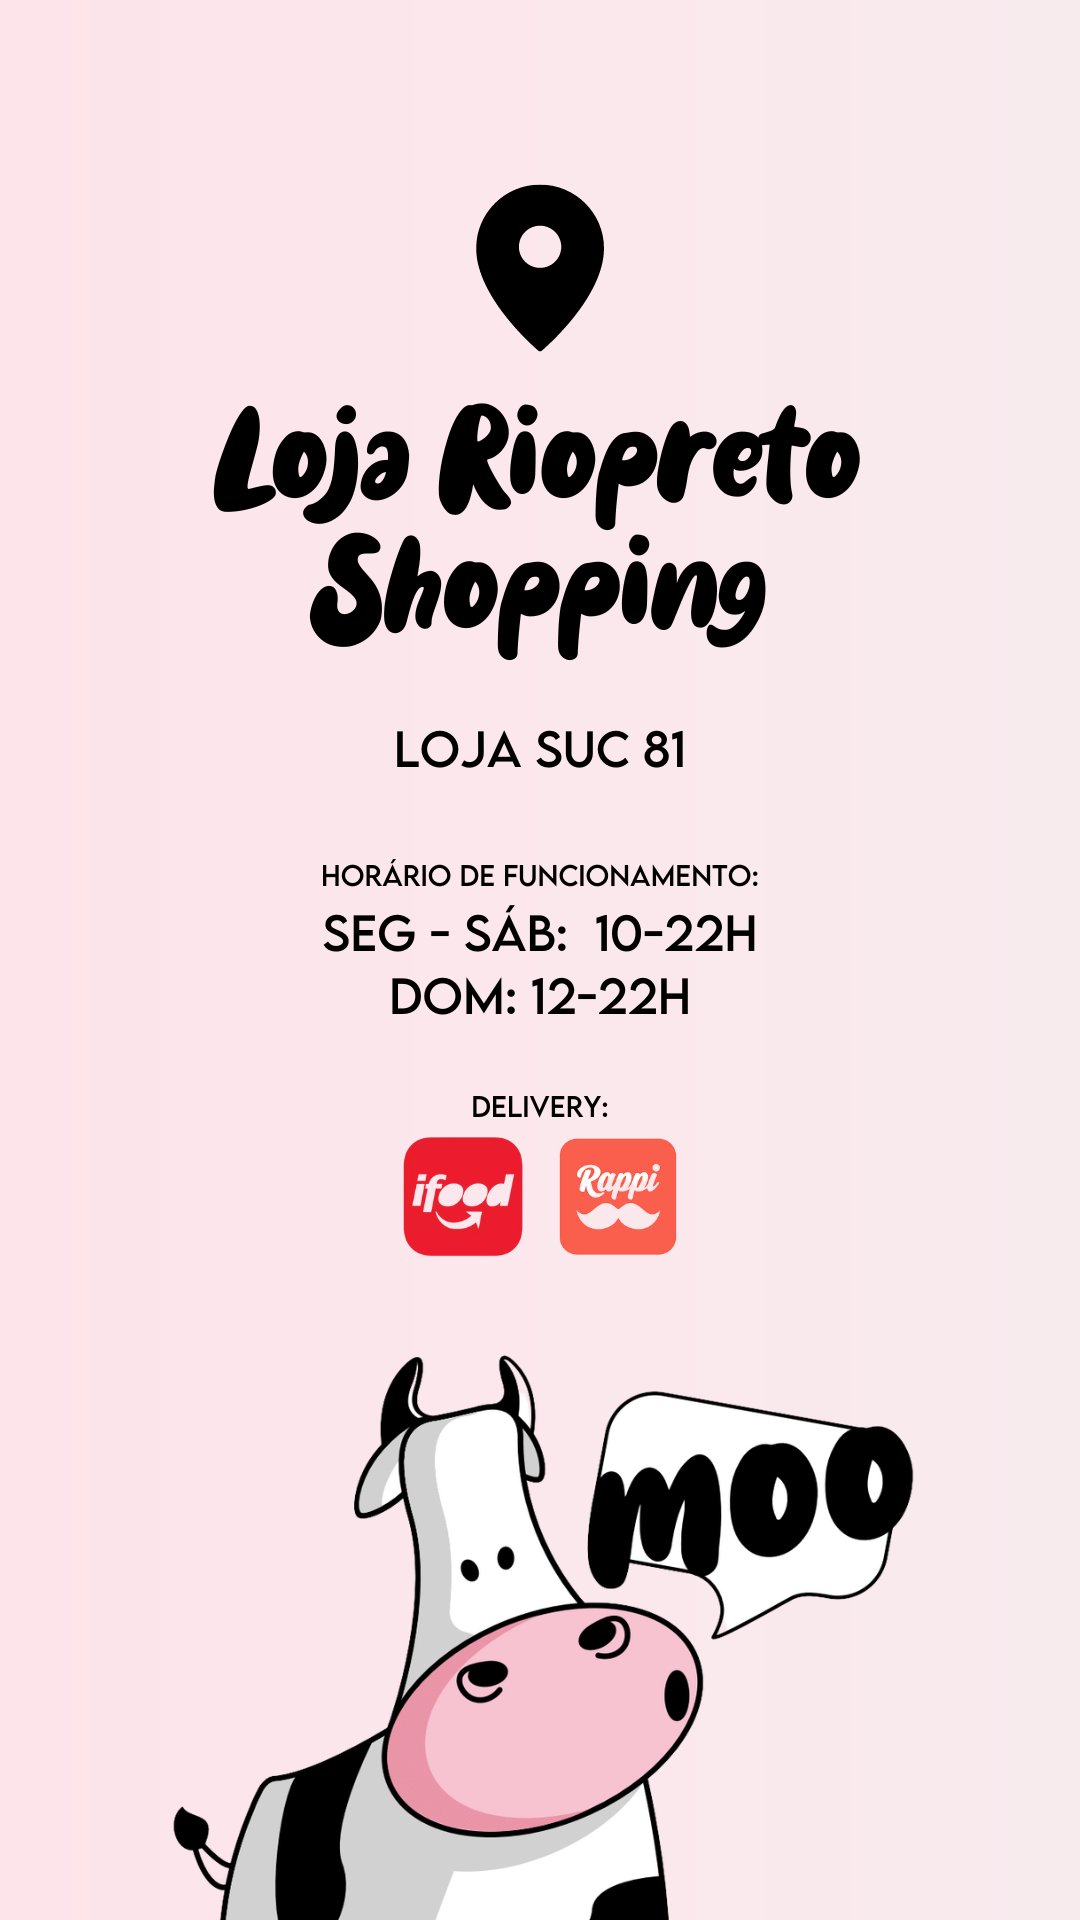 Loja Riopreto
Shopping
LOJA SUC 81
HORÁRIO DE FUNCIONAMENTO:
SEG - SÁB: 10-22H
DOM: 12-22H
DELIVERY:
ifood
Rappi
moo